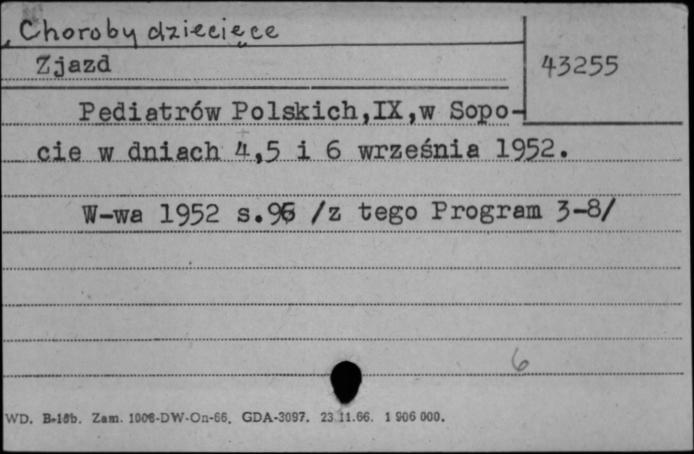 Choroby dziecięce
Zjazd
43255
Pediatrów Polskich,IX,w Sopo-
cie w dniach 4,5 i 6 września 1952.
W-wa 1952 s.96 /z tego Program 3-8/
6
WD. B-16b. Zam. 1008-DW-On-66. GDA-3097. 23.11.66. 1 906 000.